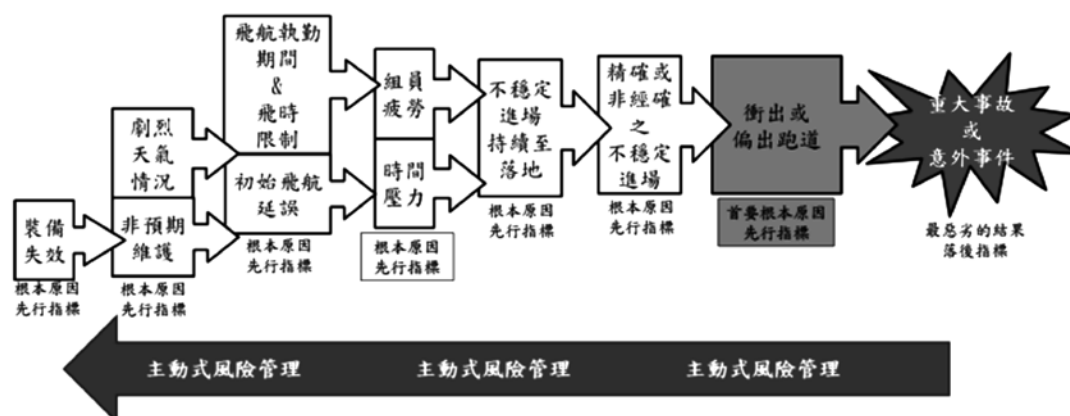 裝備
失效
根本原因
先行指標
劇烈
天氣
情況
非預期
維護
根本原因
先行指標
飛航執勤
期間
&
飛時
限制
初始飛航
延誤
根本原因
先行指標
組員
疲勞
時間
壓力
根本原因
先行指標
不穩定
進場
持續至
落地
根本原因
先行指標
精確或
非經確
之
不穩定
進場
根本原因
先行指標
衝出或
偏出跑道
首要根本原因
先行指標
重大事故
或
意外事件
最惡劣的結果
落後指標
主動式風險管理
主動式風險管理
主動式風險管理